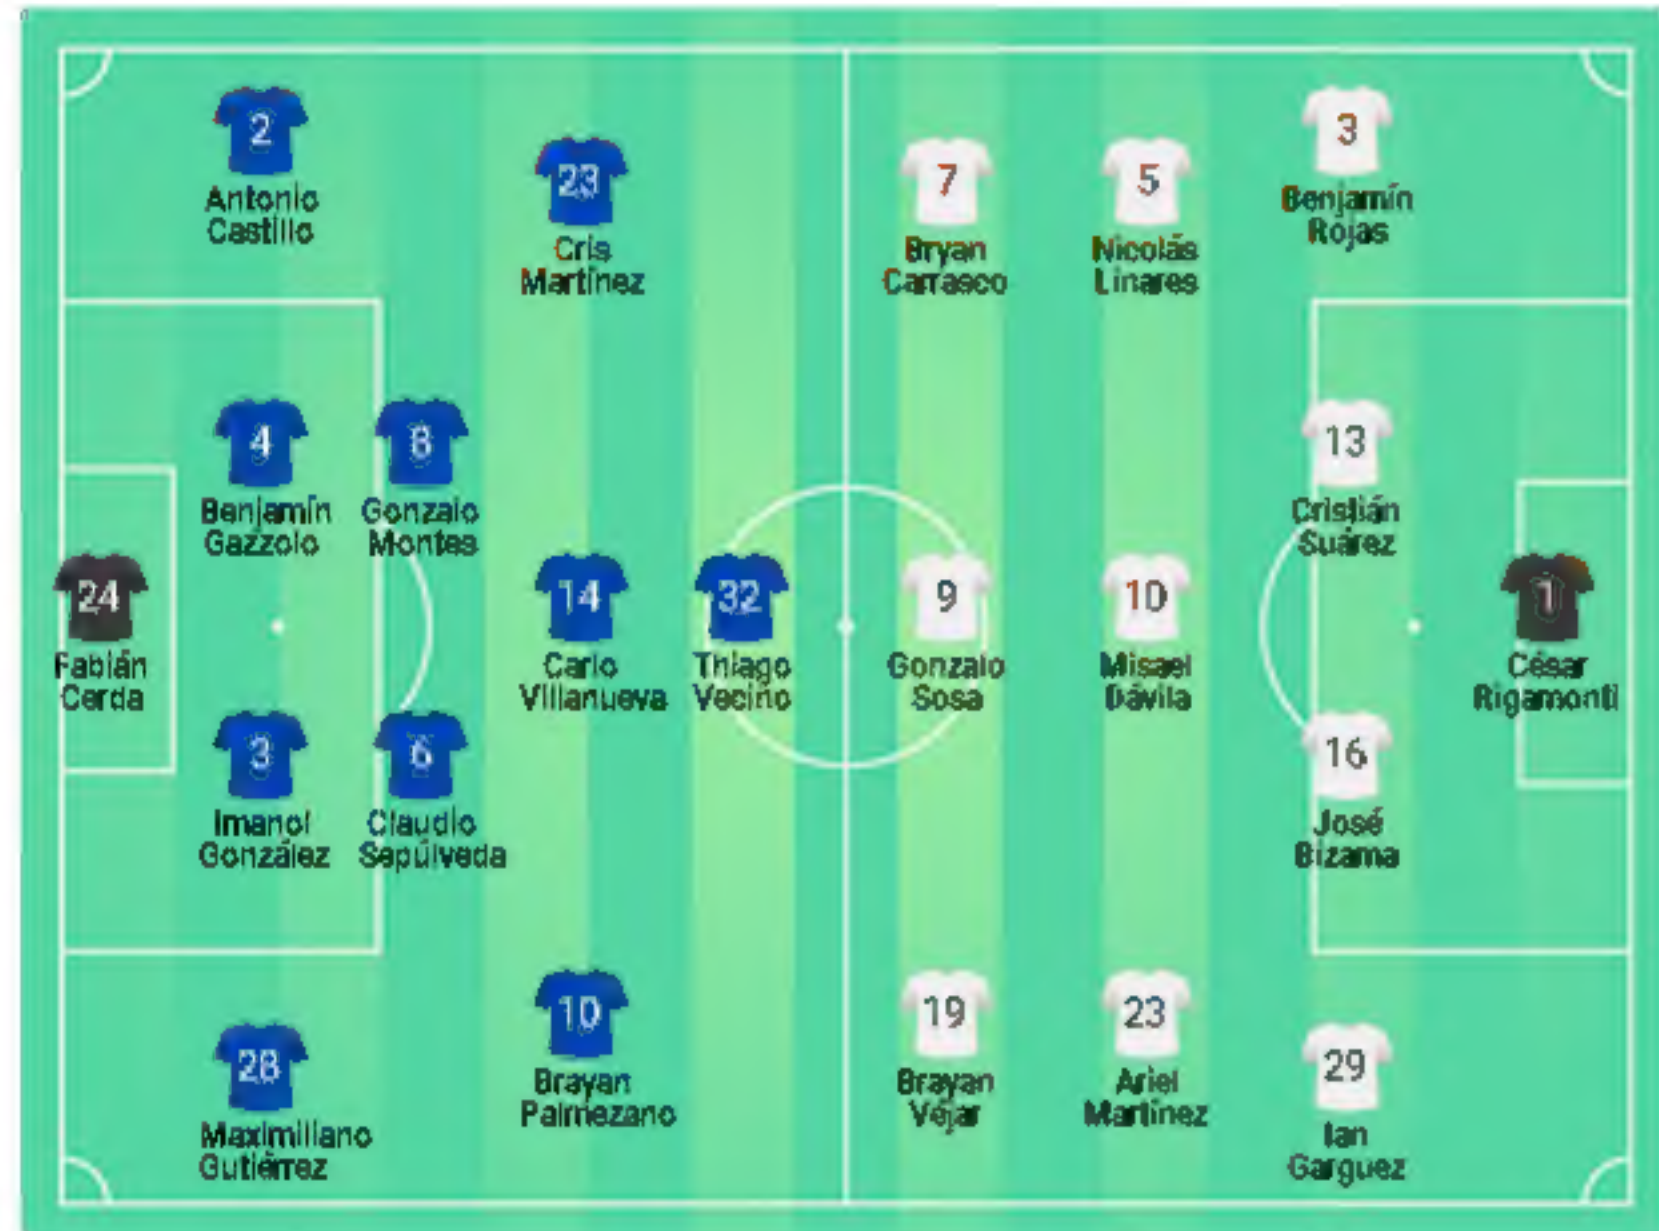 2
Antonio
Castillo
23
Cris
Martínez
4
Benjamín
Gazzolo
8
Gonzalo
Montes
24
Fabián
Cerda
14
Carlo
Villanueva
32
Thiago
Vecino
3
Imanol
González
6
Claudio
Sepúlveda
28
Maximiliano
Gutiérrez
10
Brayan
Palmezano
7
Bryan
Carrasco
5
Nicolás
Linares
3
Benjamín
Rojas
13
Cristián
Suárez
9
Gonzalo
Sosa
10
Misael
Dávila
1
César
Rigamonti
16
José
Bizama
19
Brayan
Véjar
23
Ariel
Martínez
29
Ian
Garguez